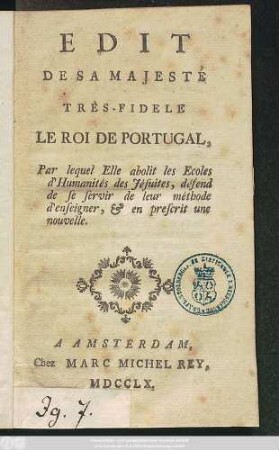 EDIT
DE SA MAJESTÉ
TRÈS-FIDELE
LE ROI DE PORTUGAL,
Par lequel Elle abolit les Ecoles
d'Humanités des Jésuites, défend
de se servir de leur méthode
d'enseigner, & en prescrit une
nouvelle.
A AMSTERDAM,
Chez MARC MICHEL REY,
MDCCLX.
Jg. 7.